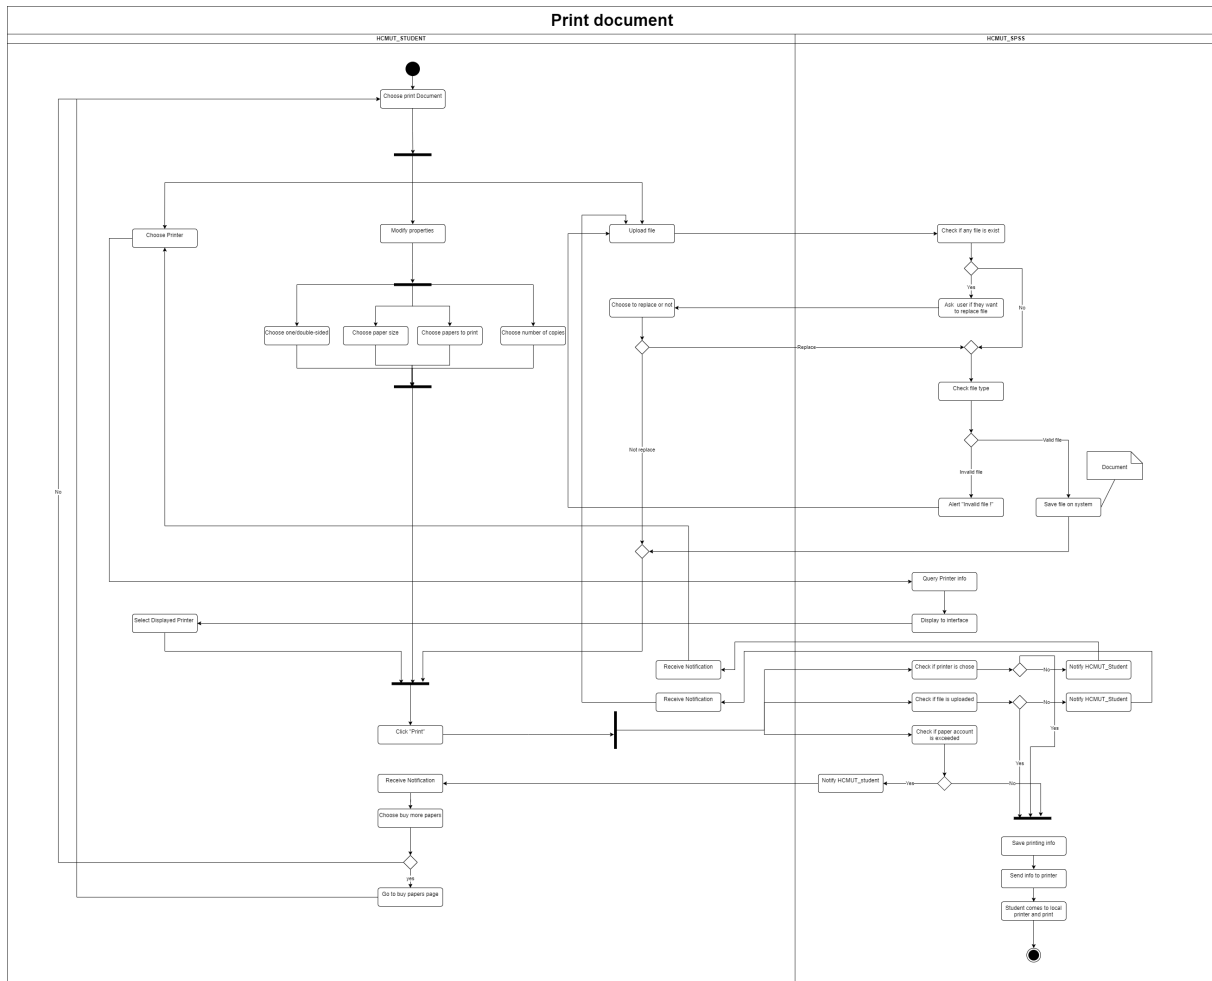 Print document
HCMUT_STUDENT
HCMUT_SPSS
Choose print Document
Choose Printer
Modify properties
Upload file
Check if any file is exist
Yes
No
Choose one/double-sided
Choose paper size
Choose papers to print
Choose number of copies
Choose to replace or not
Ask user if they want
to replace file
Replace
Check file type
Not replace
Valid file
Invalid file
Document
No
Alert "Invalid file !"
Save file on system
Query Printer info
Select Displayed Printer
Display to interface
Receive Notification
Check if printer is chose
No
Notify HCMUT_Student
Receive Notification
Check if file is uploaded
No
Notify HCMUT_Student
Click "Print"
Check if paper account
is exceeded
Yes
Yes
Receive Notification
Notify HCMUT_student
Yes
No
Choose buy more papers
Save printing info
yes
Send info to printer
Go to buy papers page
Student comes to local
printer and print